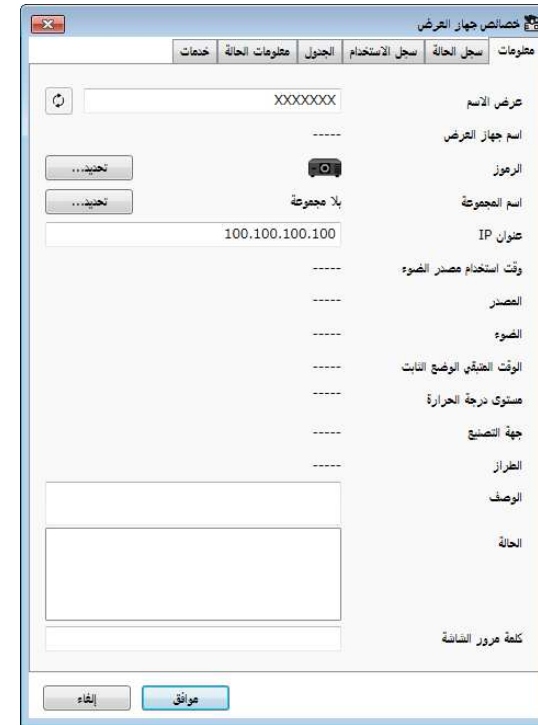 خصائص جهاز العرض
معلومات سجل الحالة سجل الاستخدام الجدول معلومات الحالة خدمات
عرض الاسم XXXXXXX
اسم جهاز العرض -----
الرموز تحديد...
اسم المجموعة بلا مجموعة تحديد...
عنوان IP 100.100.100.100
وقت استخدام مصدر الضوء -----
المصدر -----
الضوء -----
الوقت المتبقي الوضع الثابت -----
مستوى درجة الحرارة -----
جهة التصنيع -----
الطراز -----
الوصف
الحالة
كلمة مرور الشاشة
موافق إلغاء